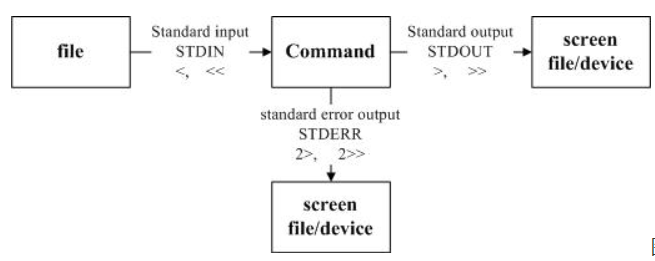 file
Standard input
STDIN
<, <<
Command
Standard output
STDOUT
>, >>
screen
file/device
standard error output
STDERR
2>, 2>>
screen
file/device